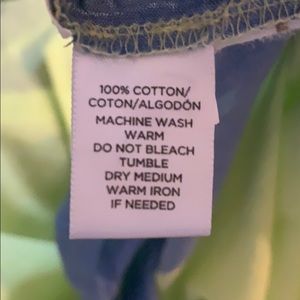 100% COTTON/
COTON/ALGODÓN
MACHINE WASH
WARM
DO NOT BLEACH
TUMBLE
DRY MEDIUM
WARM IRON
IF NEEDED